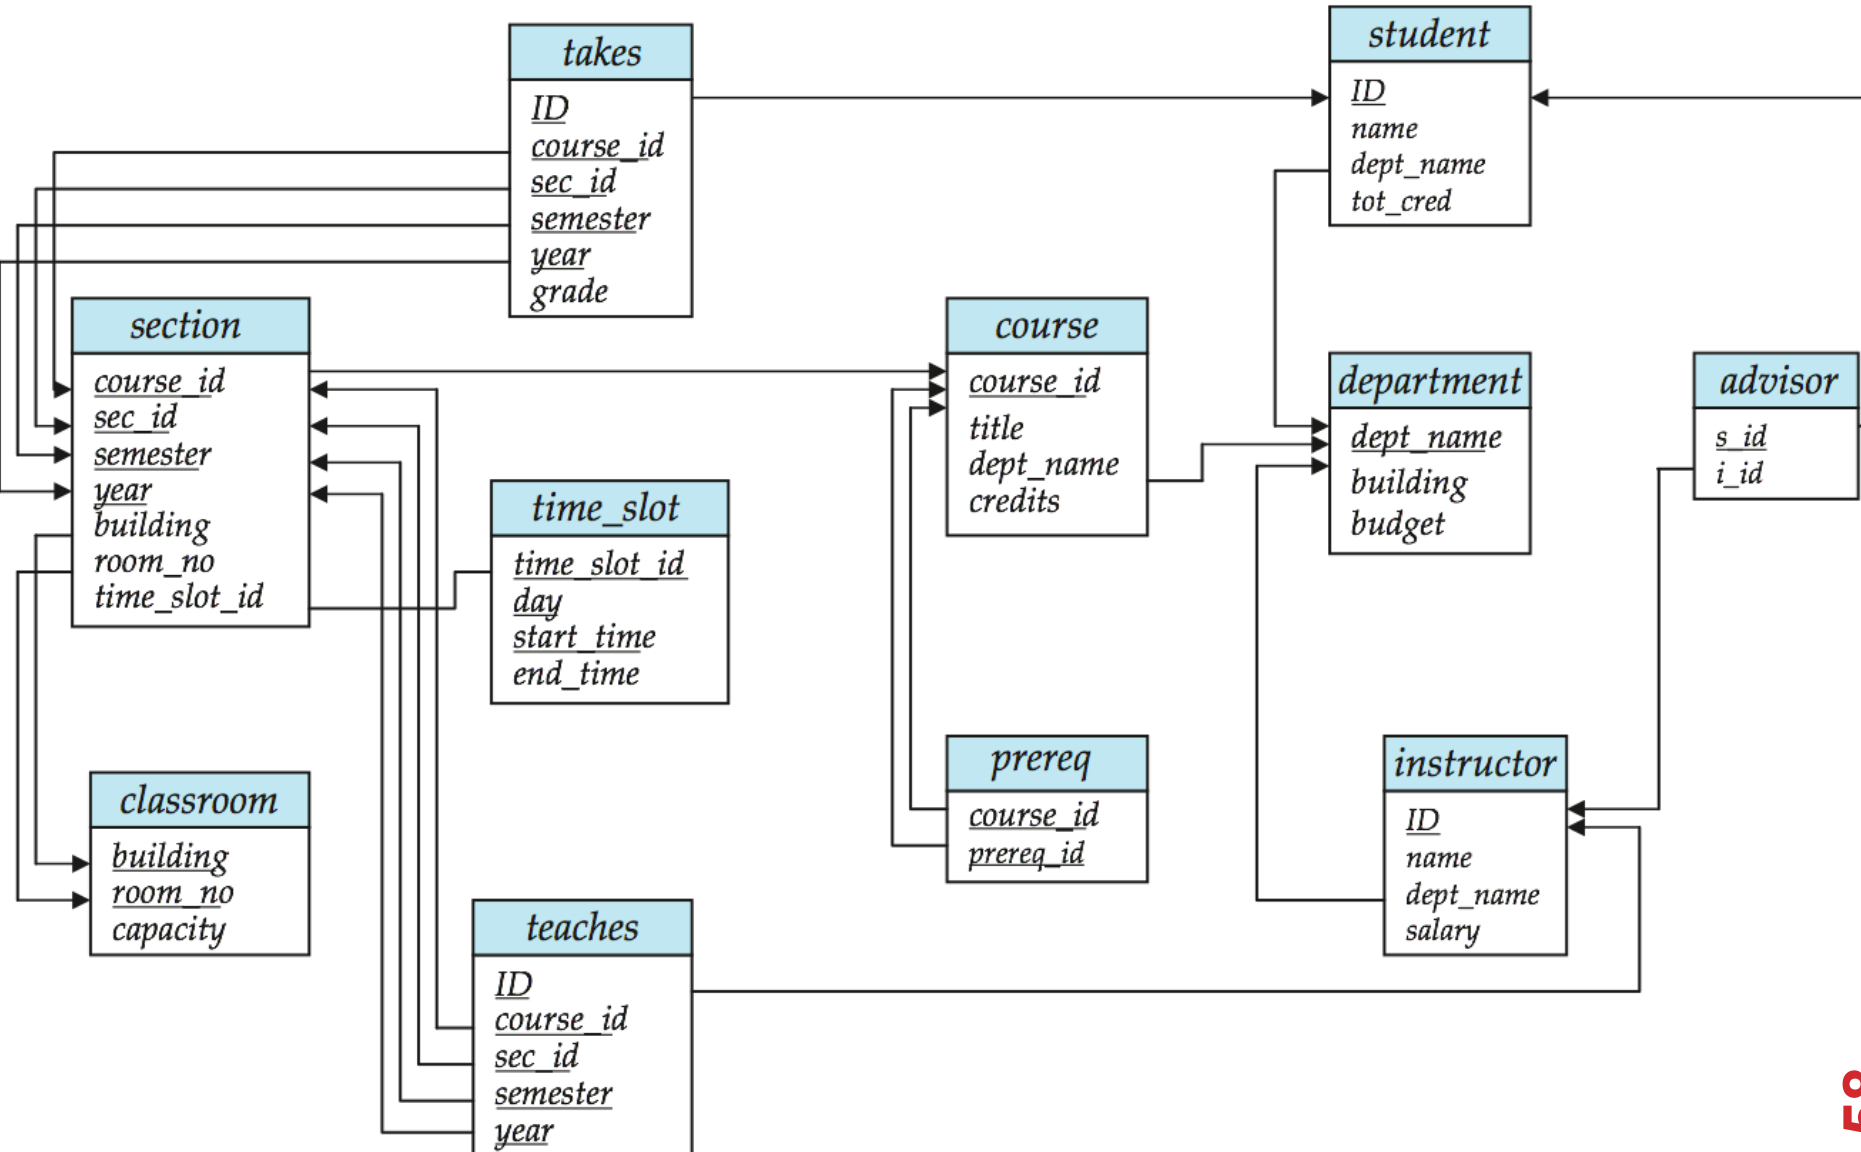 takes
ID
course_id
sec_id
semester
year
grade
student
ID
name
dept_name
tot_cred
section
course_id
sec_id
semester
year
building
room_no
time_slot_id
time_slot
time_slot_id
day
start_time
end_time
course
course_id
title
dept_name
credits
department
dept_name
building
budget
advisor
s_id
i_id
classroom
building
room_no
capacity
prereq
course_id
prereq_id
instructor
ID
name
dept_name
salary
teaches
ID
course_id
sec_id
semester
year